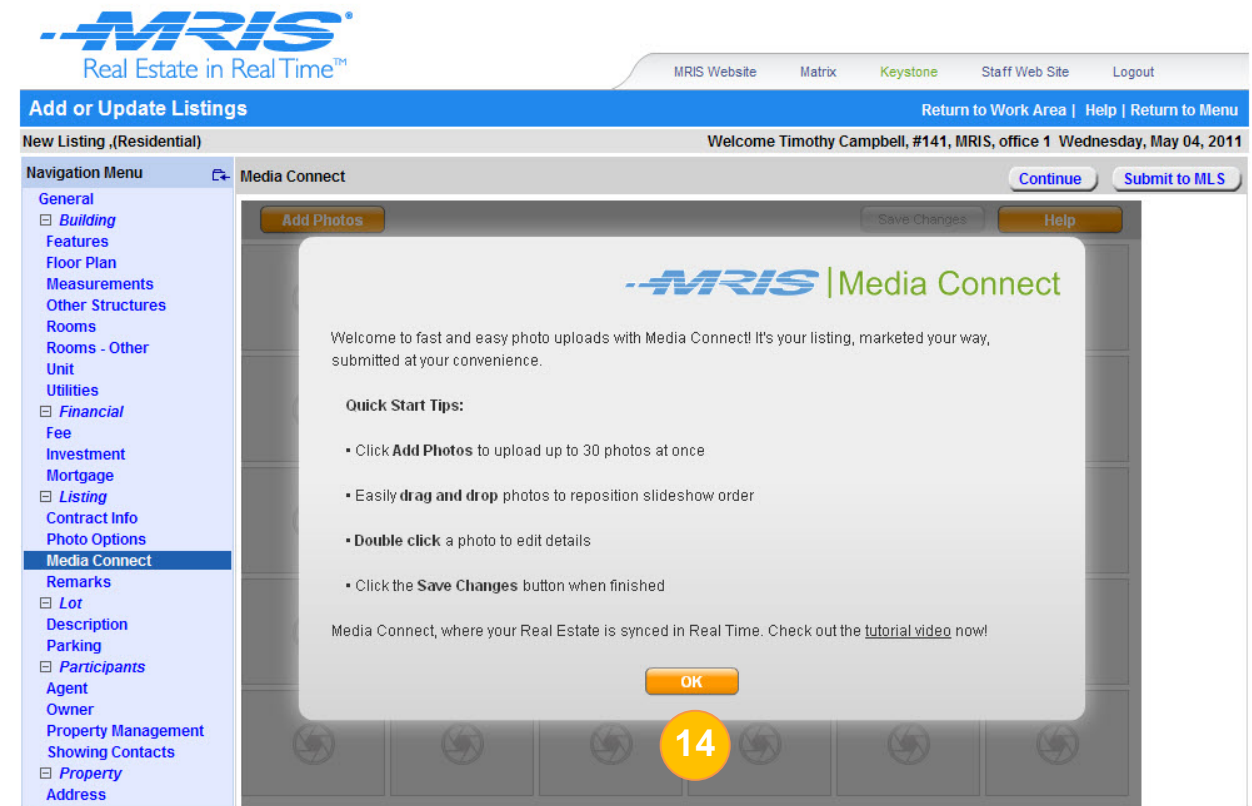 MRIS®
Real Estate in Real Time™
MRIS Website Matrix Keystone Staff Web Site Logout
Add or Update Listings Return to Work Area | Help | Return to Menu
New Listing ,(Residential) Welcome Timothy Campbell, #141, MRIS, office 1 Wednesday, May 04, 2011
Navigation Menu
General
Building
Features
Floor Plan
Measurements
Other Structures
Rooms
Rooms - Other
Unit
Utilities
Financial
Fee
Investment
Mortgage
Listing
Contract Info
Photo Options
Media Connect
Remarks
Lot
Description
Parking
Participants
Agent
Owner
Property Management
Showing Contacts
Property
Address
Media Connect Continue Submit to MLS
Add Photos Save Changes Help
MRIS | Media Connect
Welcome to fast and easy photo uploads with Media Connect! It's your listing, marketed your way,
submitted at your convenience.
Quick Start Tips:
▪ Click Add Photos to upload up to 30 photos at once
▪ Easily drag and drop photos to reposition slideshow order
▪ Double click a photo to edit details
▪ Click the Save Changes button when finished
Media Connect, where your Real Estate is synced in Real Time. Check out the tutorial video now!
OK
14